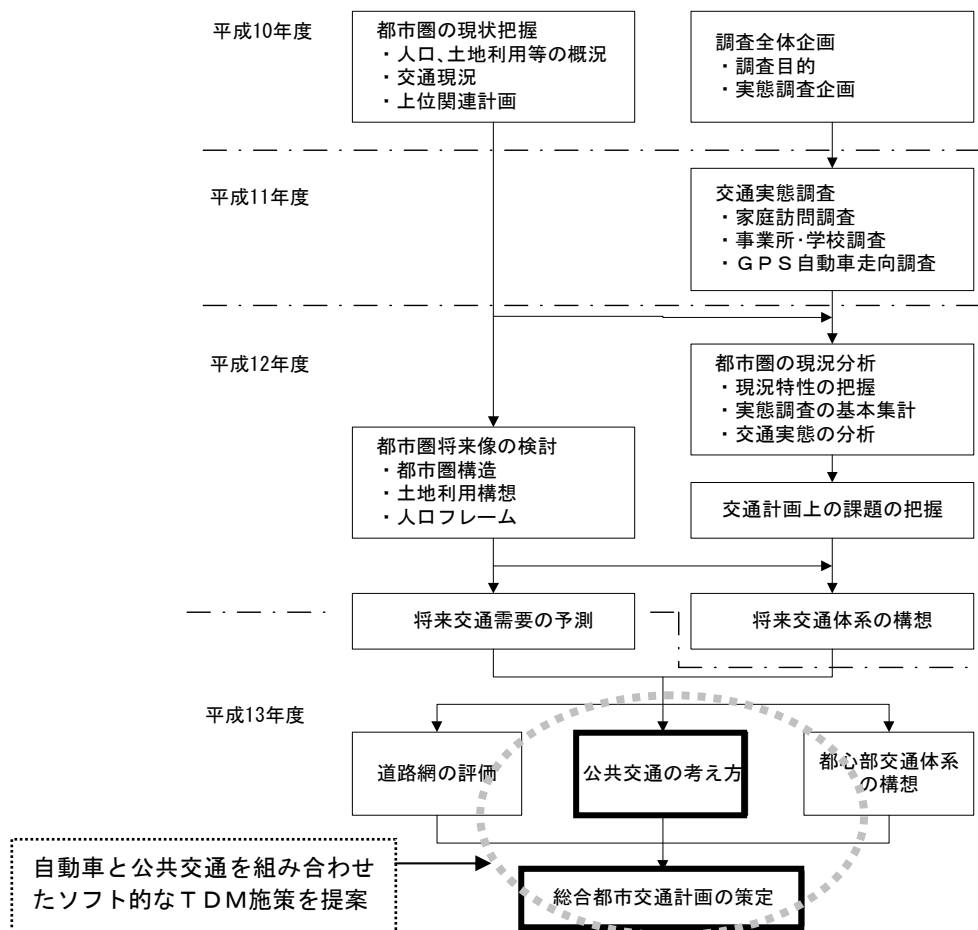 平成10年度
都市圏の現状把握
・人口、土地利用等の概況
・交通現況
・上位関連計画
調査全体企画
・調査目的
・実態調査企画
平成11年度
交通実態調査
・家庭訪問調査
・事業所・学校調査
・ＧＰＳ自動車走向調査
平成12年度
都市圏の現況分析
・現況特性の把握
・実態調査の基本集計
・交通実態の分析
都市圏将来像の検討
・都市圏構造
・土地利用構想
・人口フレーム
交通計画上の課題の把握
将来交通需要の予測
将来交通体系の構想
平成13年度
道路網の評価
公共交通の考え方
都心部交通体系
の構想
自動車と公共交通を組み合わせ
たソフト的なＴＤＭ施策を提案
総合都市交通計画の策定